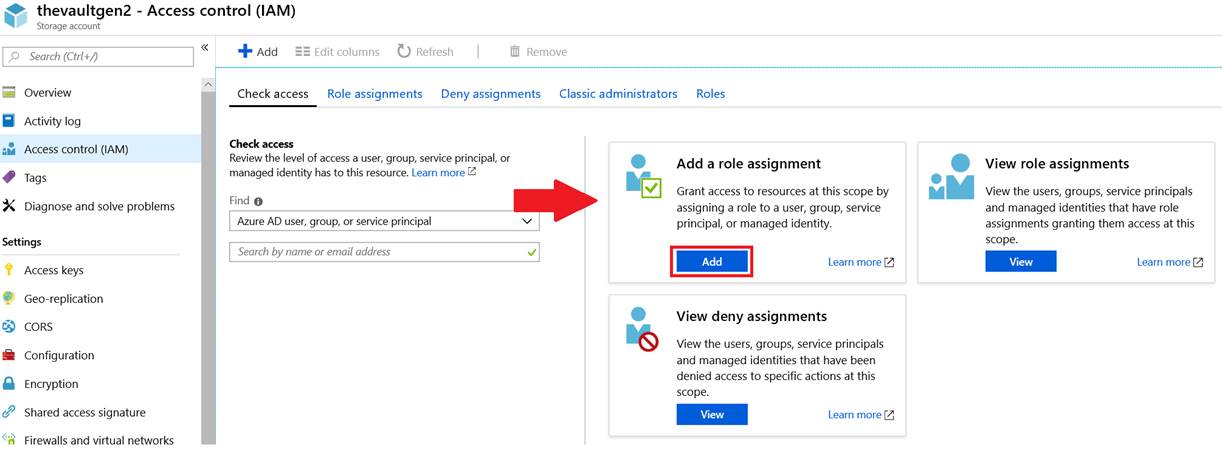 thevaultgen2 - Access control (IAM)
Storage account
Search (Ctrl+/)
«
Overview
Activity log
Access control (IAM)
Tags
Diagnose and solve problems
Settings
Access keys
Geo-replication
CORS
Configuration
Encryption
Shared access signature
Firewalls and virtual networks
Add
Edit columns
Refresh
Remove
Check access
Role assignments
Deny assignments
Classic administrators
Roles
Check access
Review the level of access a user, group, service principal, or
managed identity has to this resource. Learn more
Find
Azure AD user, group, or service principal
Search by name or email address
Add a role assignment
Grant access to resources at this scope by
assigning a role to a user, group, service
principal, or managed identity.
Add
Learn more
View role assignments
View the users, groups, service principals
and managed identities that have role
assignments granting them access at this
scope.
View
Learn more
View deny assignments
View the users, groups, service principals
and managed identities that have been
denied access to specific actions at this
scope.
View
Learn more